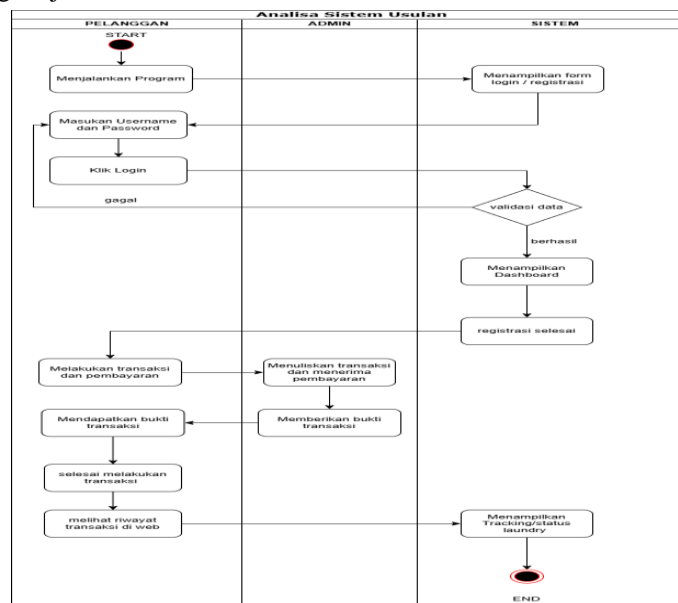 Analisa Sistem Usulan
PELANGGAN
ADMIN
SISTEM
START
Menjalankan Program
Menampilkan form
login / registrasi
Masukan Username
dan Password
Klik Login
gagal
validasi data
berhasil
Menampilkan
Dashboard
registrasi selesai
Melakukan transaksi
dan pembayaran
Menuliskan transaksi
dan menerima
pembayaran
Mendapatkan bukti
transaksi
Memberikan bukti
transaksi
selesai melakukan
transaksi
melihat riwayat
transaksi di web
Menampilkan
Tracking/status
laundry
END